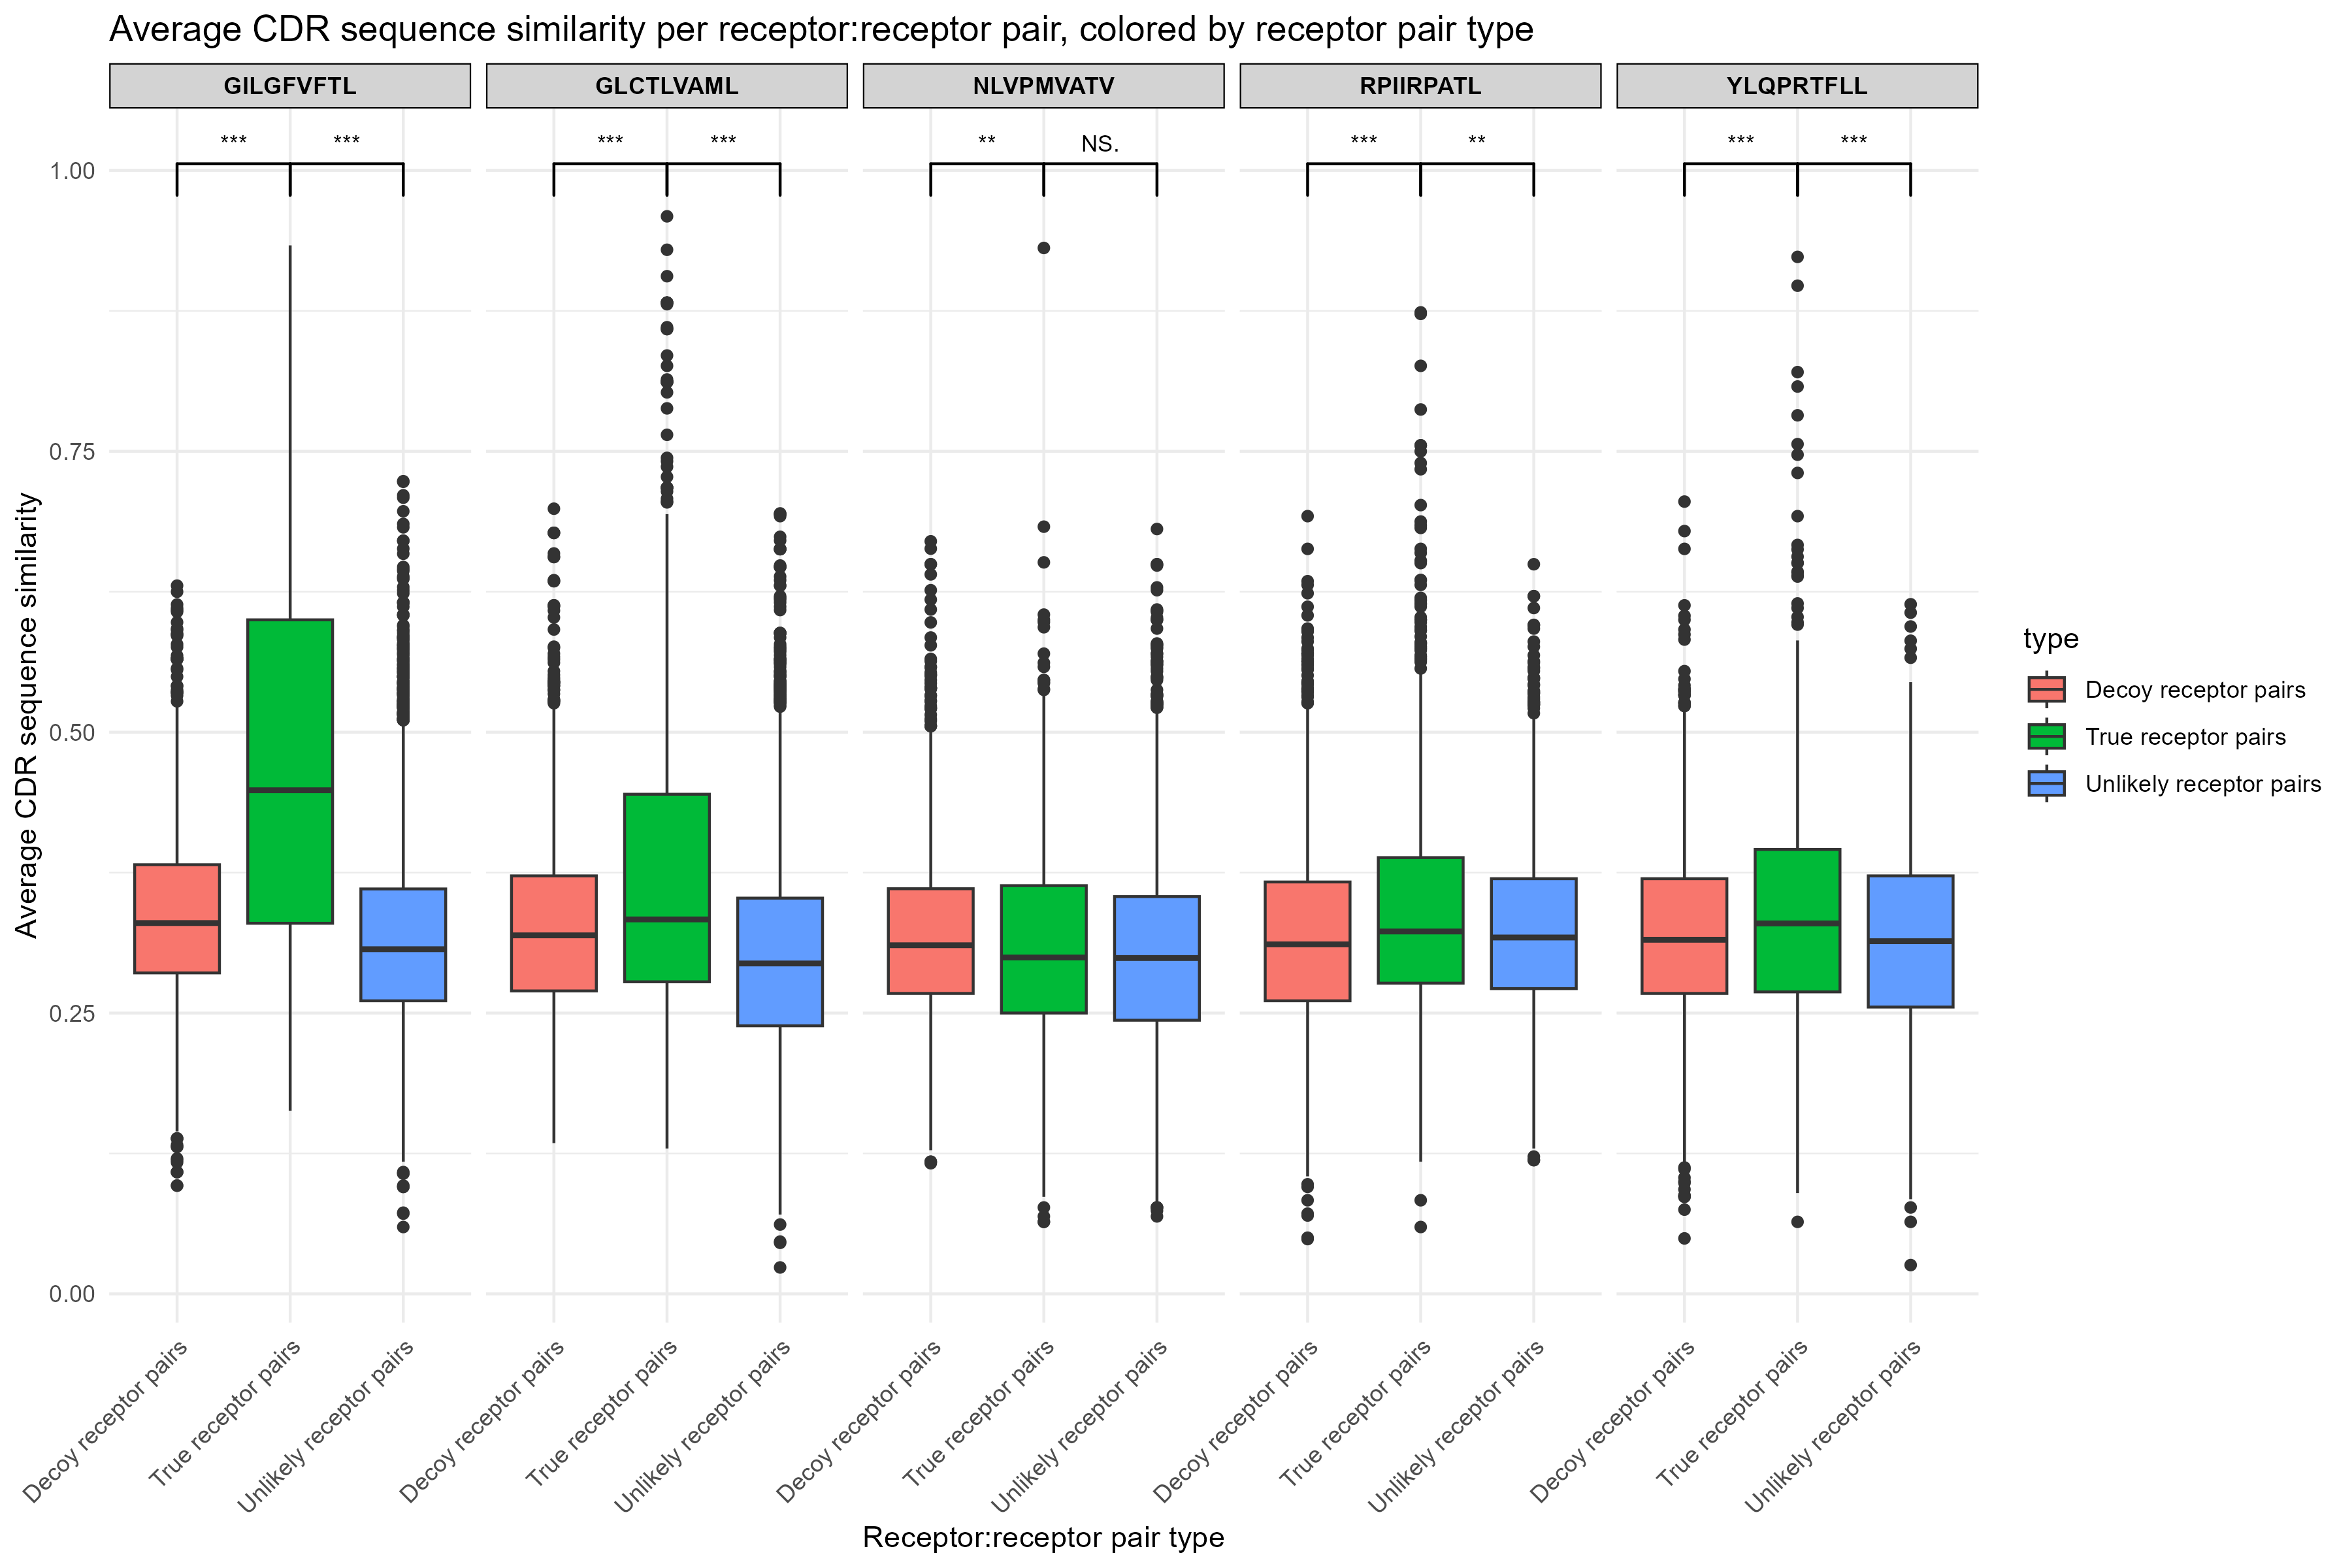 Average CDR sequence similarity per receptor:receptor pair, colored by receptor pair type
GILGFVFTL
GLCTLVAML
NLVPMVATV
RPIIRPATL
YLQPRTFLL
*** ***
*** ***
** NS.
*** **
*** ***
1.00
0.75
0.50
0.25
0.00
Average CDR sequence similarity
Decoy receptor pairs
True receptor pairs
Unlikely receptor pairs
Decoy receptor pairs
True receptor pairs
Unlikely receptor pairs
Decoy receptor pairs
True receptor pairs
Unlikely receptor pairs
Decoy receptor pairs
True receptor pairs
Unlikely receptor pairs
Decoy receptor pairs
True receptor pairs
Unlikely receptor pairs
Receptor:receptor pair type
type
Decoy receptor pairs
True receptor pairs
Unlikely receptor pairs